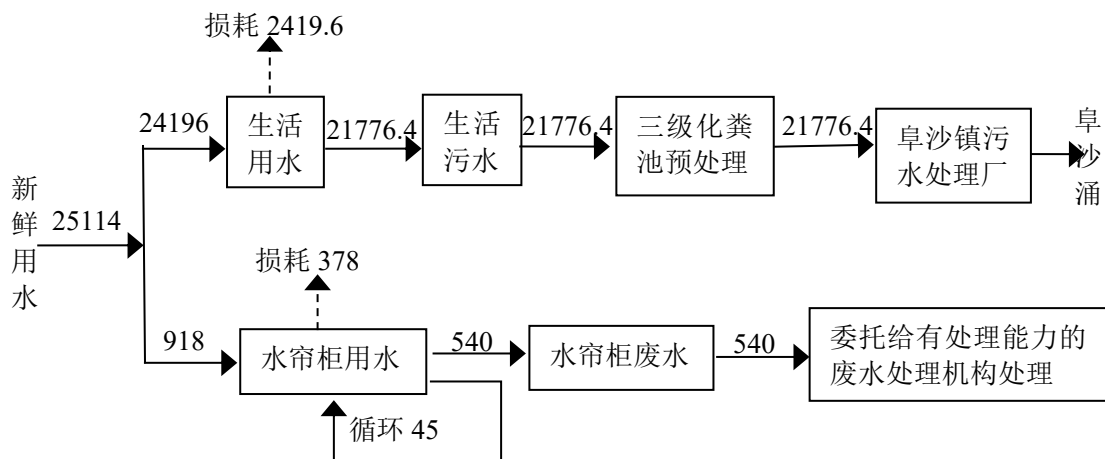 损耗 2419.6
24196
生活
用水
21776.4
生活
污水
21776.4
三级化粪
池预处理
21776.4
阜沙镇污
水处理厂
阜
沙
涌
新
鲜
用
水
25114
损耗 378
918
水帘柜用水
540
水帘柜废水
540
委托给有处理能力的
废水处理机构处理
循环 45